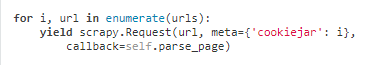 for i, url in enumerate(urls):
    yield scrapy.Request(url, meta={'cookiejar': i},
        callback=self.parse_page)